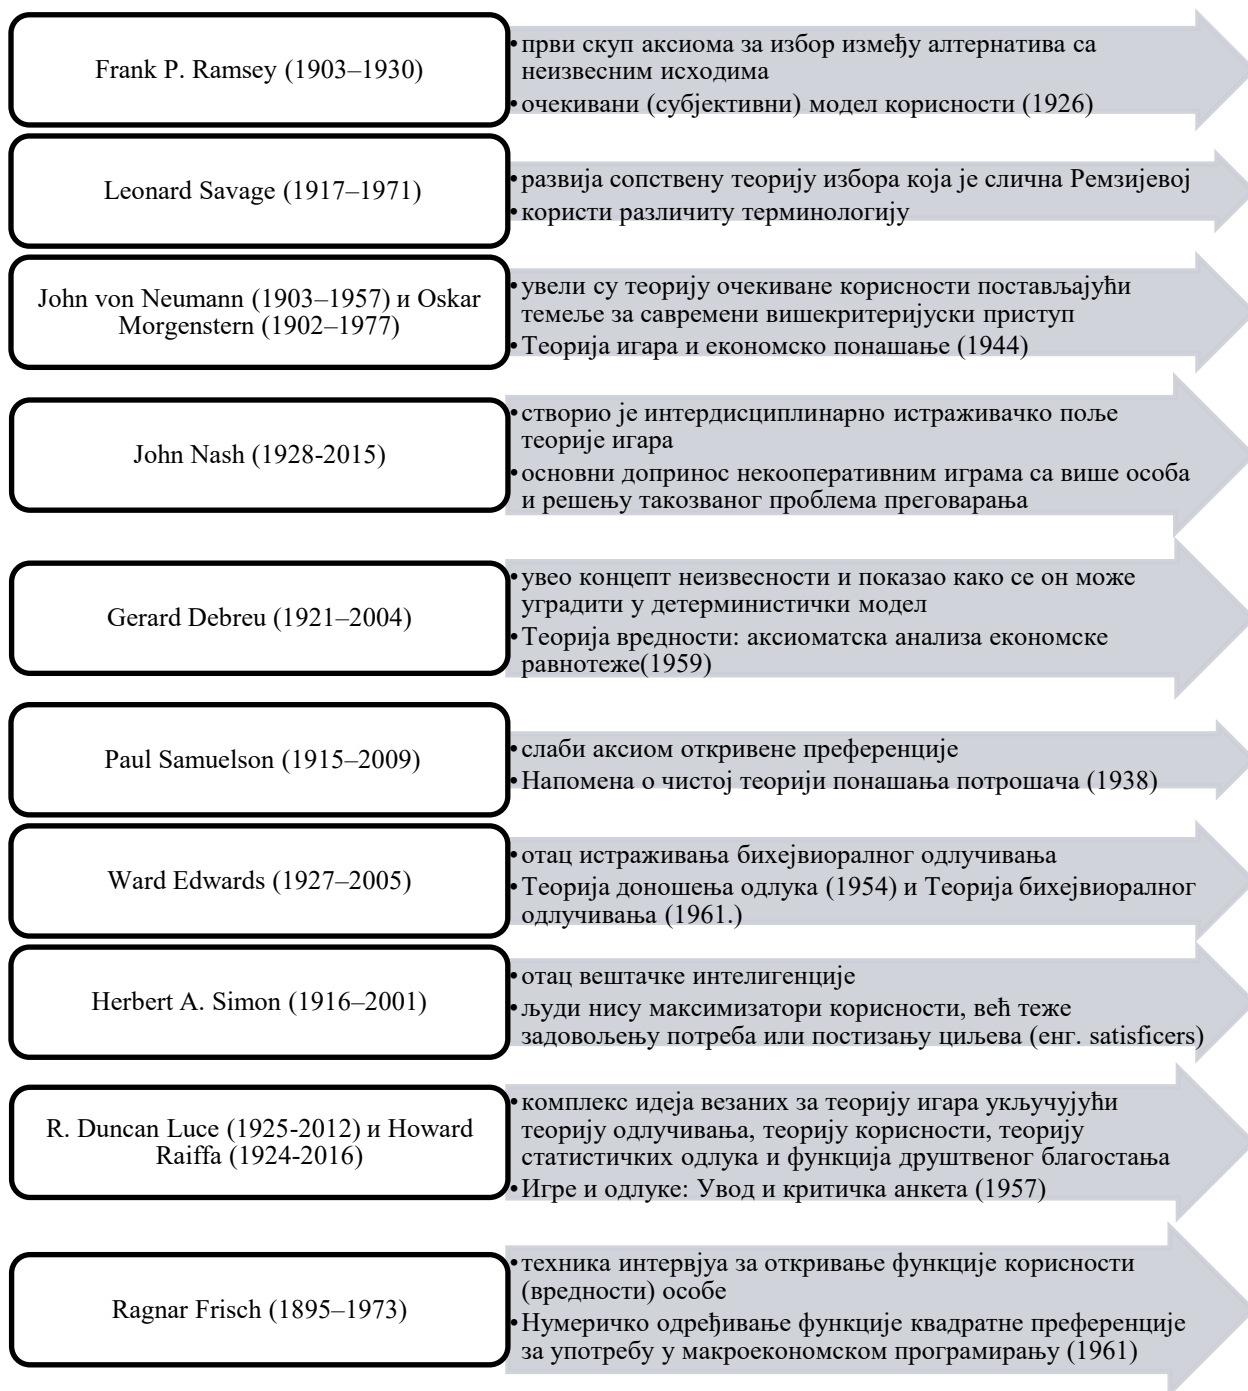 Frank P. Ramsey (1903–1930)
•први скуп аксиома за избор између алтернатива са
неизвесним исходима
•очекивани (субјективни) модел корисности (1926)
Leonard Savage (1917–1971)
•развија сопствену теорију избора која је слична Ремзијевој
•користи различиту терминологију
John von Neumann (1903–1957) и Oskar
Morgenstern (1902–1977)
•увели су теорију очекиване корисности постављајући
темеље за савремени вишекритеријуски приступ
•Теорија игара и економско понашање (1944)
John Nash (1928-2015)
•створио је интердисциплинарно истраживачко поље
теорије игара
•основни допринос некооперативним играма са више особа
и решењу такозваног проблема преговарања
Gerard Debreu (1921–2004)
•увео концепт неизвесности и показао како се он може
уградити у детерминистички модел
•Теорија вредности: аксиоматска анализа економске
равнотеже(1959)
Paul Samuelson (1915–2009)
•слаби аксиом откривене преференције
•Напомена о чистој теорији понашања потрошача (1938)
Ward Edwards (1927–2005)
•отац истраживања бихејвиоралног одлучивања
•Теорија доношења одлука (1954) и Теорија бихејвиоралног
одлучивања (1961.)
Herbert A. Simon (1916–2001)
•отац вештачке интелигенције
•људи нису максимизатори корисности, већ теже
задовољењу потреба или постизању циљева (енг. satisficers)
R. Duncan Luce (1925-2012) и Howard
Raiffa (1924-2016)
•комплекс идеја везаних за теорију игара укључујући
теорију одлучивања, теорију корисности, теорију
статистичких одлука и функција друштвеног благостања
•Игре и одлуке: Увод и критичка анкета (1957)
Ragnar Frisch (1895–1973)
•техника интервјуа за откривање функције корисности
(вредности) особе
•Нумеричко одређивање функције квадратне преференције
за употребу у макроекономском програмирању (1961)